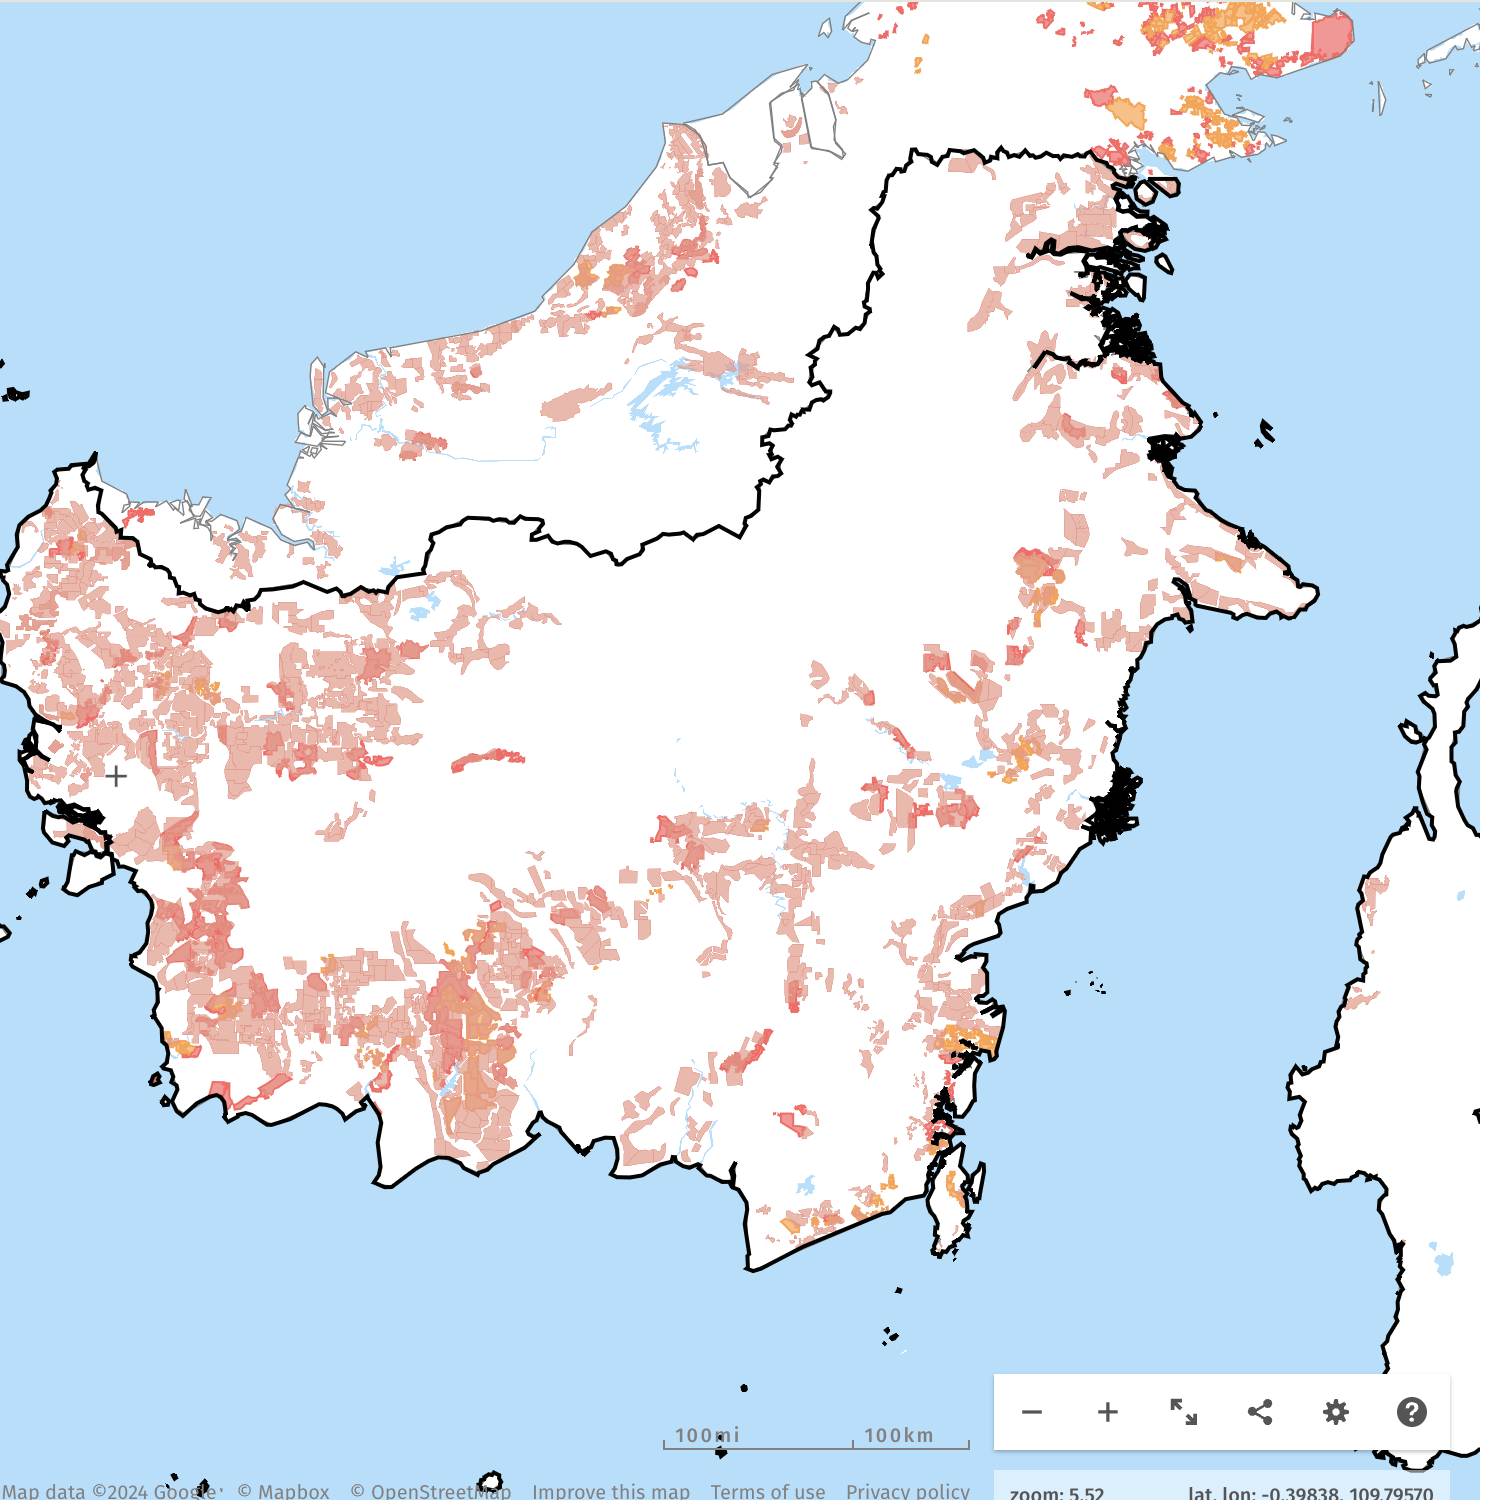 100mi 100km
Map data ©2024 Google, © Mapbox © OpenStreetMap Improve this map Terms of use Privacy policy
zoom: 5.52 lat, lon: -0.39838, 109.79570